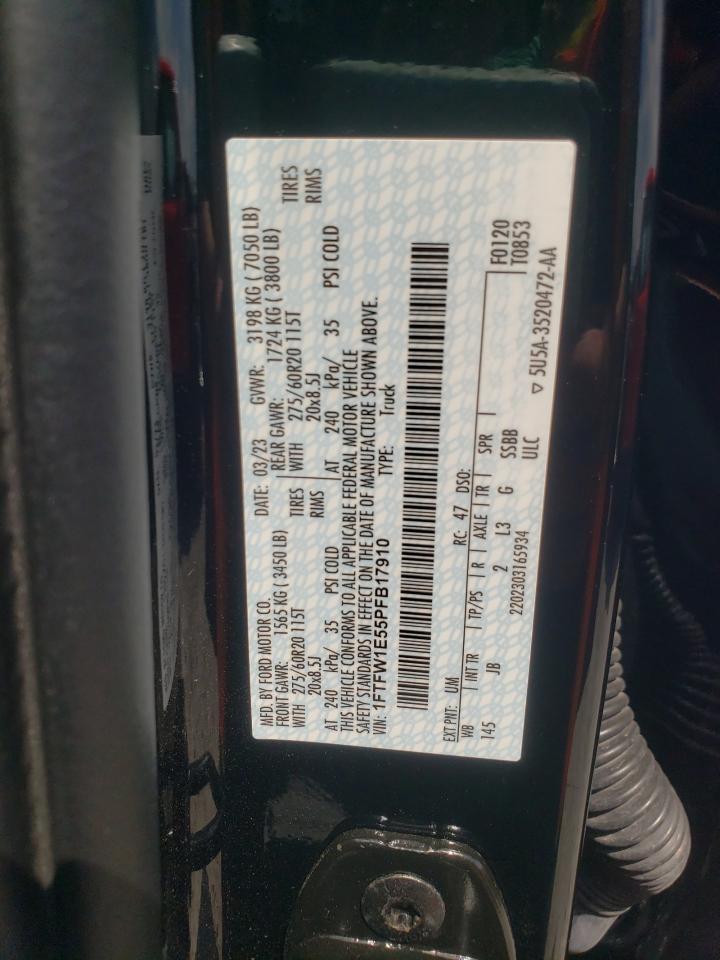 MFD. BY FORD MOTOR CO.
DATE: 03/23 GVWR: 3198 KG ( 7050 LB)
FRONT GAWR: 1565 KG ( 3450 LB)
REAR GAWR: 1724 KG ( 3800 LB)
WITH 275/60R20 115T TIRES
WITH 275/60R20 115T TIRES
20x8.5J RIMS
20x8.5J RIMS
AT 240 kPa/ 35 PSI COLD
AT 240 kPa/ 35 PSI COLD
THIS VEHICLE CONFORMS TO ALL APPLICABLE FEDERAL MOTOR VEHICLE
SAFETY STANDARDS IN EFFECT ON THE DATE OF MANUFACTURE SHOWN ABOVE.
VIN: 1FTFW1E55PFB17910 TYPE: Truck
EXT PNT: UM RC: 47 DSO:
WB INT TR TP/PS R AXLE TR SPR F0120
145 JB 2 L3 G SSBB T0853
2202303165934 ULC ▽ 5U5A-3520472-AA